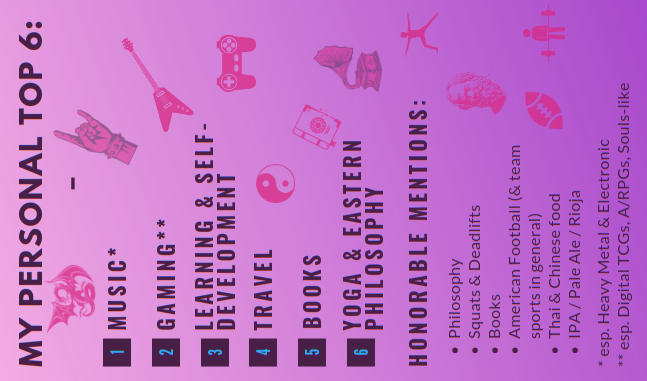 MY PERSONAL TOP 6:
-
1 MUSIC*
2 GAMING**
3 LEARNING & SELF-
DEVELOPMENT
4 TRAVEL
5 BOOKS
6 YOGA & EASTERN
PHILOSOPHY
HONORABLE MENTIONS:
• Philosophy
• Squats & Deadlifts
• Books
• American Football (& team
sports in general)
• Thai & Chinese food
• IPA / Pale Ale / Rioja
* esp. Heavy Metal & Electronic
** esp. Digital TCGs, A/RPGs, Souls-like